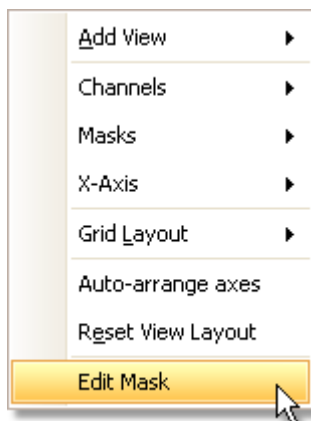 Add View
Channels
Masks
X-Axis
Grid Layout
Auto-arrange axes
Reset View Layout
Edit Mask